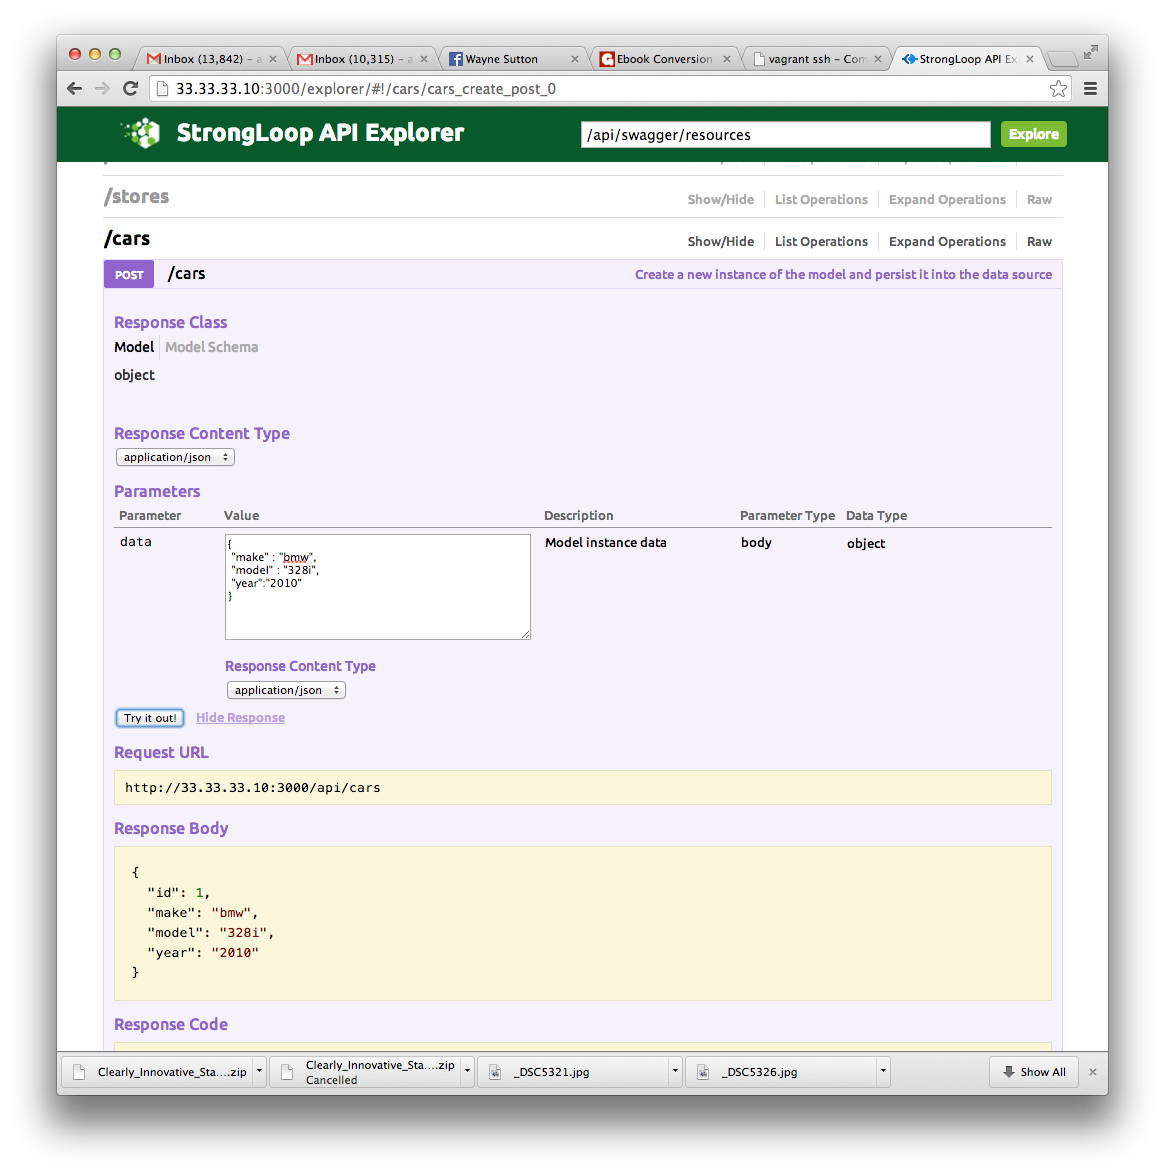 Inbox (13,842) – a
Inbox (10,315) – a
Wayne Sutton
Ebook Conversion
vagrant ssh – Com
StrongLoop API Ex
33.33.33.10:3000/explorer/#!/cars/cars_create_post_0
StrongLoop API Explorer
/api/swagger/resources
Explore
/stores
Show/Hide
List Operations
Expand Operations
Raw
/cars
Show/Hide
List Operations
Expand Operations
Raw
POST
/cars
Create a new instance of the model and persist it into the data source
Response Class
Model
Model Schema
object
Response Content Type
application/json
Parameters
Parameter
Value
Description
Parameter Type
Data Type
data
{
"make" : "bmw",
"model" : "328i",
"year":"2010"
}
Model instance data
body
object
Response Content Type
application/json
Try it out!
Hide Response
Request URL
http://33.33.33.10:3000/api/cars
Response Body
{
"id": 1,
"make": "bmw",
"model": "328i",
"year": "2010"
}
Response Code
Clearly_Innovative_Sta....zip
Clearly_Innovative_Sta....zip
Cancelled
_DSC5321.jpg
_DSC5326.jpg
Show All